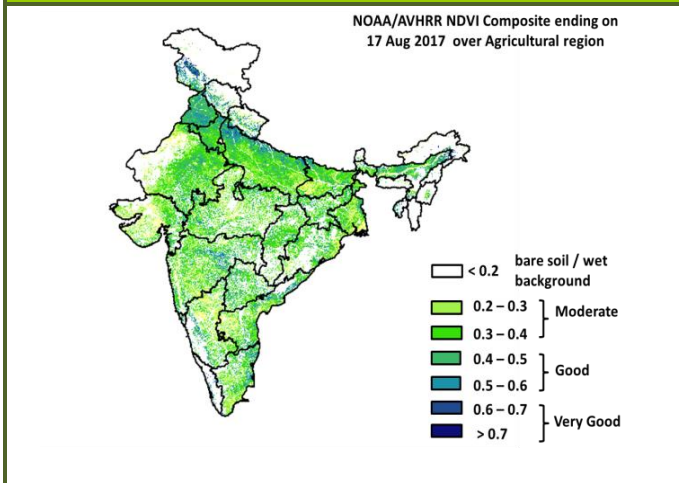 NOAA/AVHRR NDVI Composite ending on
17 Aug 2017 over Agricultural region
< 0.2 bare soil / wet
background
0.2 – 0.3
Moderate
0.3 – 0.4
0.4 – 0.5
Good
0.5 – 0.6
0.6 – 0.7
Very Good
> 0.7